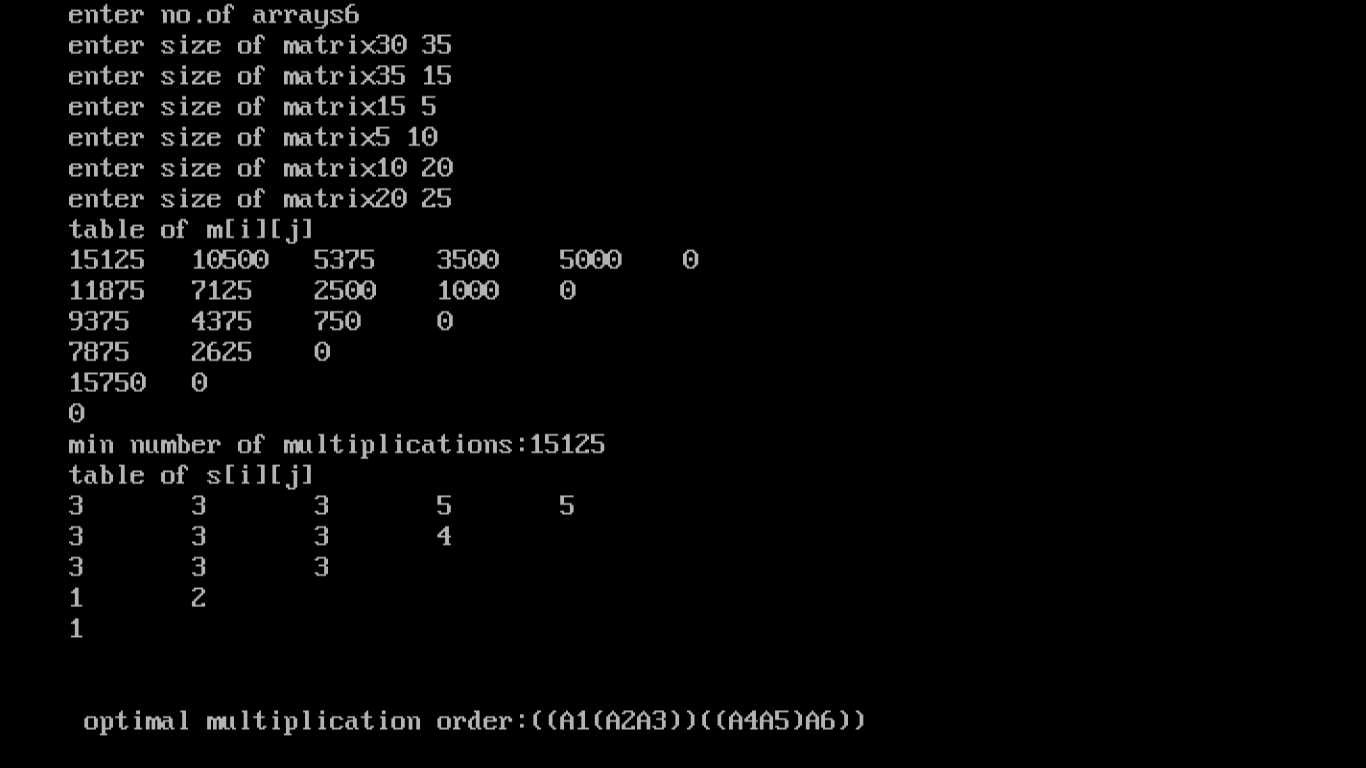 enter no.of arrays6
enter size of matrix30 35
enter size of matrix35 15
enter size of matrix15 5
enter size of matrix5 10
enter size of matrix10 20
enter size of matrix20 25
table of m[i][j]
15125 10500 5375 3500 5000 0
11875 7125 2500 1000 0
9375 4375 750 0
7875 2625 0
15750 0
0
min number of multiplications:15125
table of s[i][j]
3 3 3 5 5
3 3 3 4
3 3 3
1 2
1
optimal multiplication order:((A1(A2A3))((A4A5)A6))